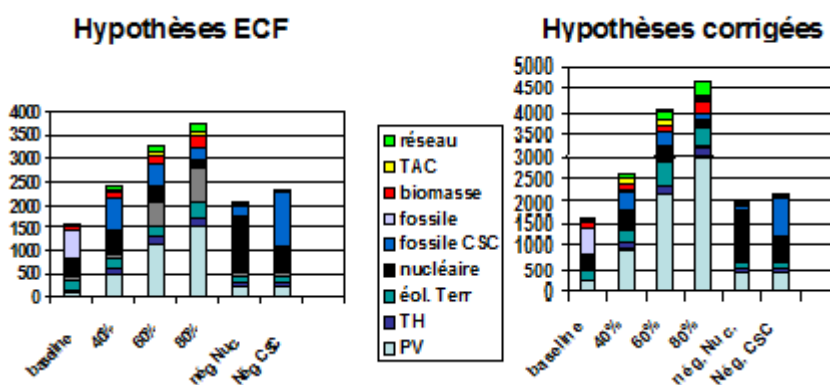 Hypothèses ECF
Hypothèses corrigées
4000
3500
3000
2500
2000
1500
1000
500
0
baseline
40%
60%
80%
nég Nuc
Nég CSC
réseau
TAC
biomasse
fossile
fossile CSC
nucléaire
éol. Terr
TH
PV
5000
4500
4000
3500
3000
2500
2000
1500
1000
500
0
baseline
40%
60%
80%
nég. Nuc.
Nég. CSC